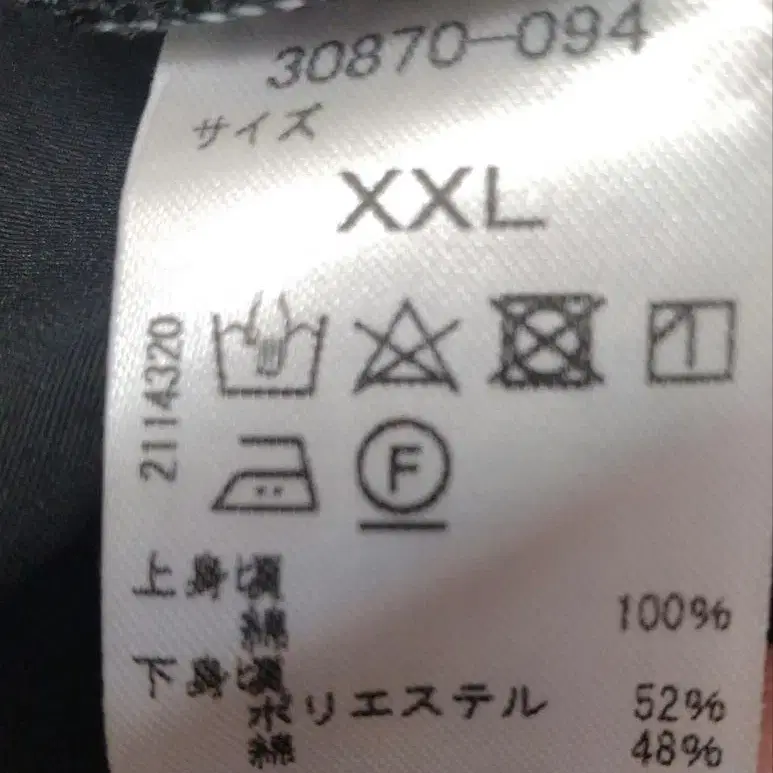 30870-094
サイズ
XXL
2114320
F
上身頃
綿 100%
下身頃
ポリエステル 52%
綿 48%